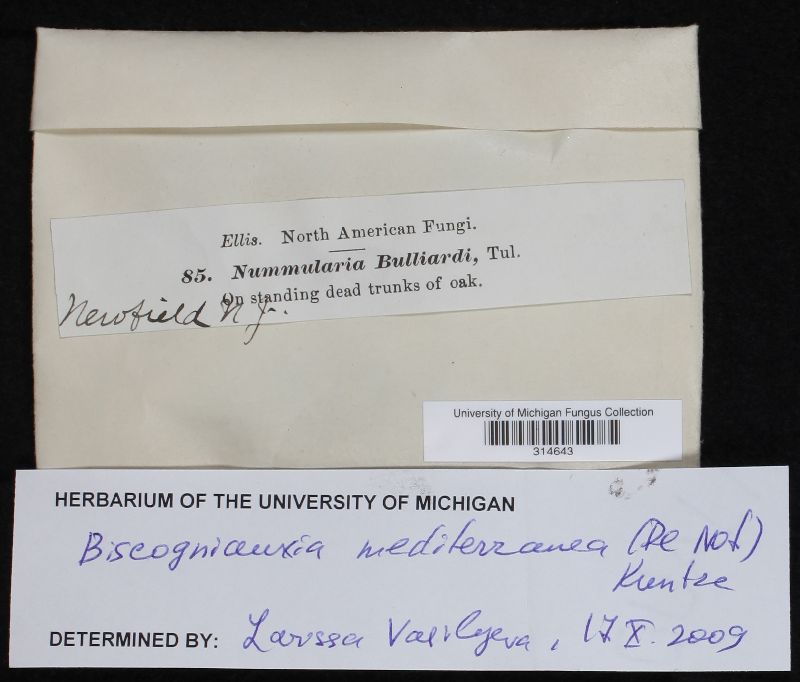 Ellis. North American Fungi.
85. Nummularia Bulliardi, Tul.
On standing dead trunks of oak.
Newfield N J.
University of Michigan Fungus Collection
314643
HERBARIUM OF THE UNIVERSITY OF MICHIGAN
Biscogniauxia mediterranea (De Not)
Kuntze
DETERMINED BY: Larissa Vasilyeva, 17 X. 2009